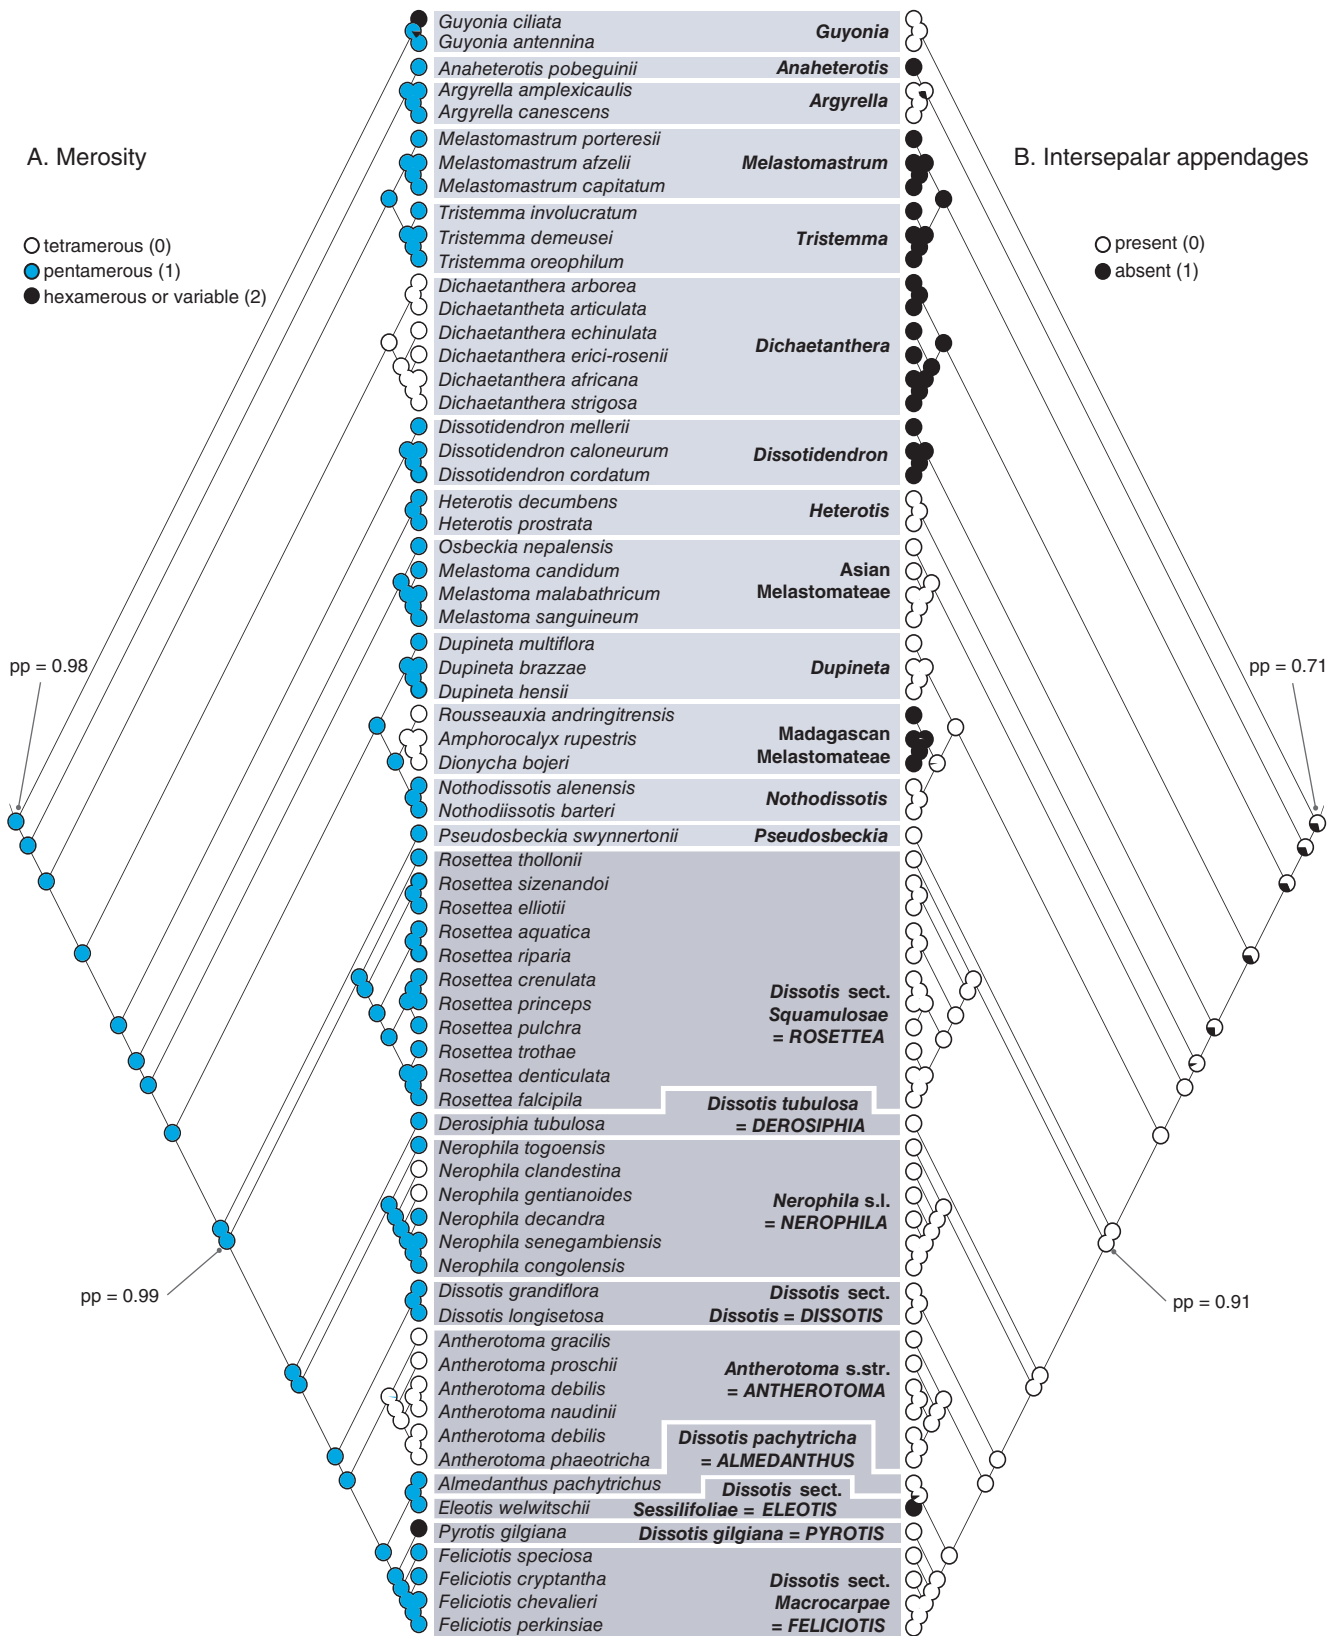 A. Merosity
tetramerous (0)
pentamerous (1)
hexamerous or variable (2)
pp = 0.98
pp = 0.99
Guyonia ciliata
Guyonia antennina
Guyonia
Anaheterotis pobeguinii
Anaheterotis
Argyrella amplexicaulis
Argyrella canescens
Argyrella
Melastomastrum porteresii
Melastomastrum afzelii
Melastomastrum capitatum
Melastomastrum
Tristemma involucratum
Tristemma demeusei
Tristemma oreophilum
Tristemma
Dichaetanthera arborea
Dichaetantheta articulata
Dichaetanthera echinulata
Dichaetanthera erici-rosenii
Dichaetanthera africana
Dichaetanthera strigosa
Dichaetanthera
Dissotidendron mellerii
Dissotidendron caloneurum
Dissotidendron cordatum
Dissotidendron
Heterotis decumbens
Heterotis prostrata
Heterotis
Osbeckia nepalensis
Melastoma candidum
Melastoma malabathricum
Melastoma sanguineum
Asian
Melastomateae
Dupineta multiflora
Dupineta brazzae
Dupineta hensii
Dupineta
Rousseauxia andringitrensis
Amphorocalyx rupestris
Dionycha bojeri
Madagascan
Melastomateae
Nothodissotis alenensis
Nothodiissotis barteri
Nothodissotis
Pseudosbeckia swynnertonii
Pseudosbeckia
Rosettea thollonii
Rosettea sizenandoi
Rosettea elliotii
Rosettea aquatica
Rosettea riparia
Rosettea crenulata
Rosettea princeps
Rosettea pulchra
Rosettea trothae
Rosettea denticulata
Rosettea falcipila
Dissotis sect.
Squamulosae
= ROSETTEA
Derosiphia tubulosa
Dissotis tubulosa
= DEROSIPHIA
Nerophila togoensis
Nerophila clandestina
Nerophila gentianoides
Nerophila decandra
Nerophila senegambiensis
Nerophila congolensis
Nerophila s.l.
= NEROPHILA
Dissotis grandiflora
Dissotis longisetosa
Dissotis sect.
Dissotis = DISSOTIS
Antherotoma gracilis
Antherotoma proschii
Antherotoma debilis
Antherotoma naudinii
Antherotoma debilis
Antherotoma phaeotricha
Antherotoma s.str.
= ANTHEROTOMA
Almedanthus pachytrichus
Dissotis pachytricha
= ALMEDANTHUS
Eleotis welwitschii
Dissotis sect.
Sessilifoliae = ELEOTIS
Pyrotis gilgiana
Dissotis gilgiana = PYROTIS
Feliciotis speciosa
Feliciotis cryptantha
Feliciotis chevalieri
Feliciotis perkinsiae
Dissotis sect.
Macrocarpae
= FELICIOTIS
B. Intersepalar appendages
present (0)
absent (1)
pp = 0.71
pp = 0.91